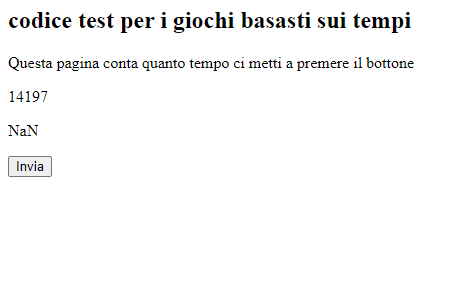 codice test per i giochi basasti sui tempi
Questa pagina conta quanto tempo ci metti a premere il bottone
14197
NaN
Invia